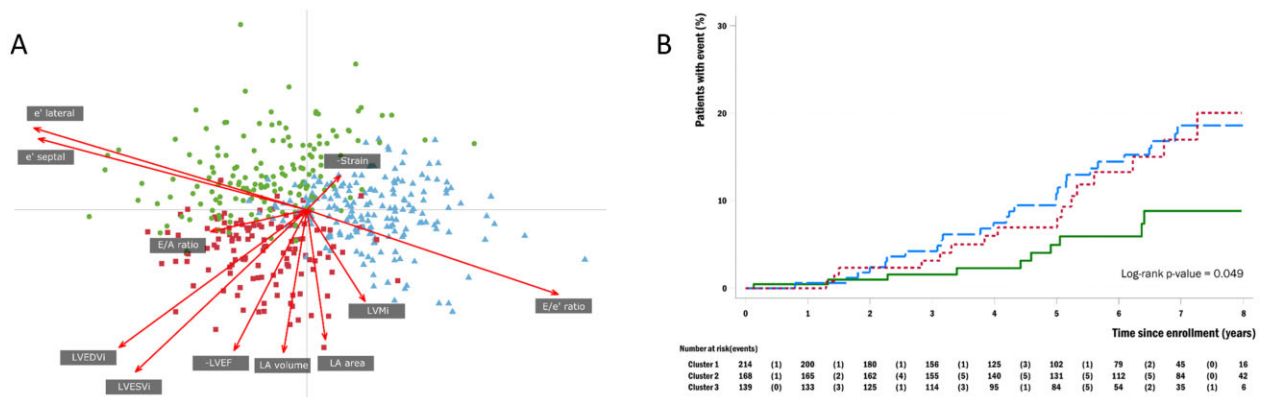 A
e' lateral
e' septal
-Strain
E/A ratio
E/e' ratio
LVMi
LVEDVi
LVESVi
-LVEF
LA volume
LA area
B
Patients with event (%)
30
20
10
0
Log-rank p-value = 0.049
0 1 2 3 4 5 6 7 8
Time since enrollment (years)
Number at risk(events)
Cluster 1 214 (1) 200 (1) 180 (1) 156 (1) 125 (3) 102 (1) 79 (2) 45 (0) 16
Cluster 2 168 (1) 165 (2) 162 (4) 155 (5) 140 (5) 131 (5) 112 (5) 84 (0) 42
Cluster 3 139 (0) 133 (3) 125 (1) 114 (3) 95 (1) 84 (5) 54 (2) 35 (1) 6